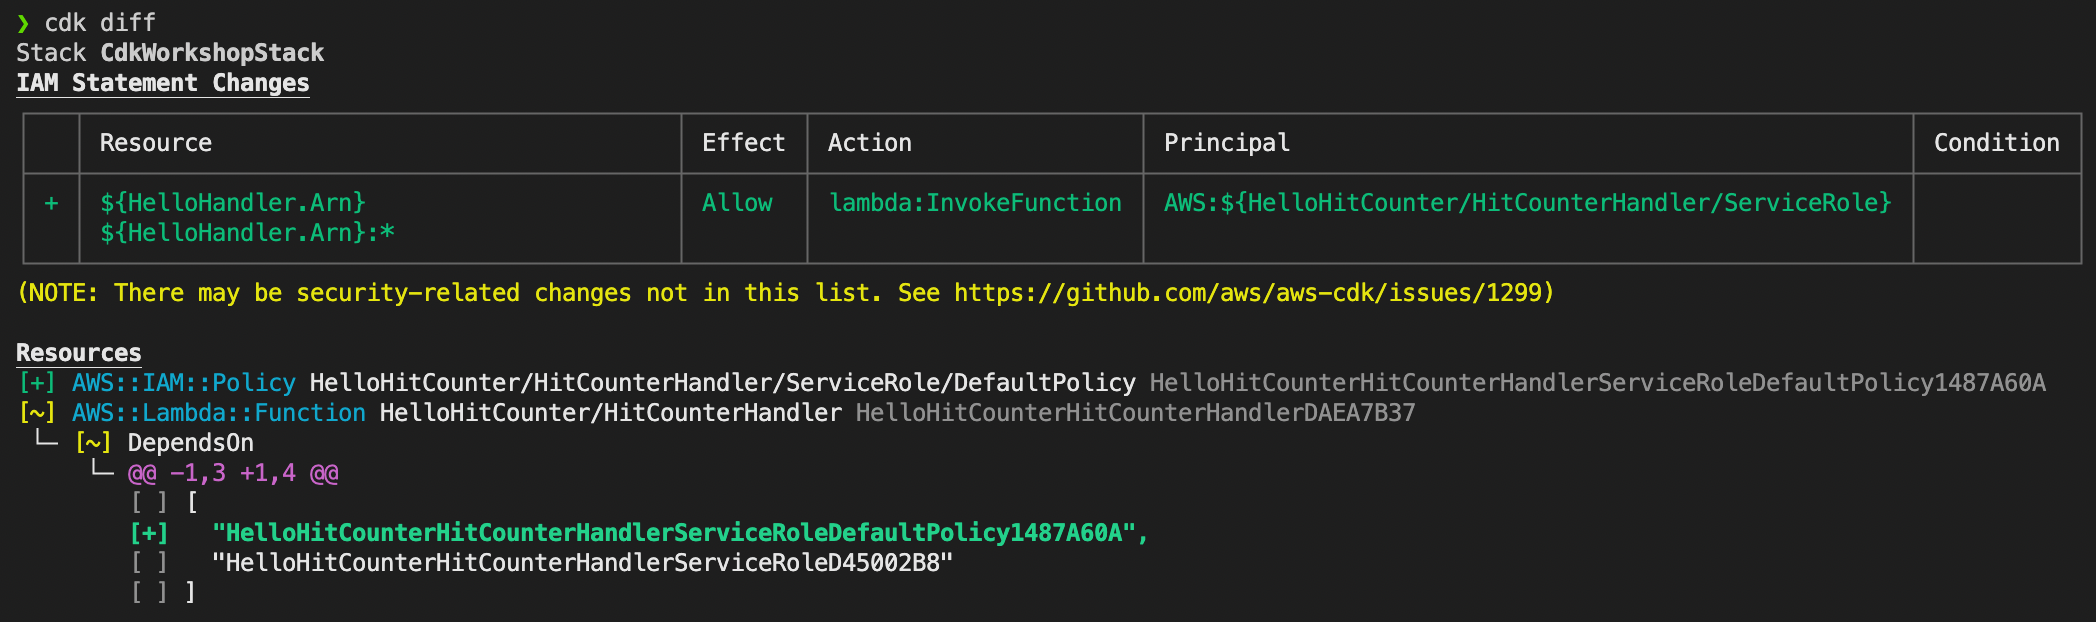 ❯ cdk diff
Stack CdkWorkshopStack
IAM Statement Changes
Resource Effect Action Principal Condition
+ ${HelloHandler.Arn} Allow lambda:InvokeFunction AWS:${HelloHitCounter/HitCounterHandler/ServiceRole}
${HelloHandler.Arn}:*
(NOTE: There may be security-related changes not in this list. See https://github.com/aws/aws-cdk/issues/1299)
Resources
[+] AWS::IAM::Policy HelloHitCounter/HitCounterHandler/ServiceRole/DefaultPolicy HelloHitCounterHitCounterHandlerServiceRoleDefaultPolicy1487A60A
[~] AWS::Lambda::Function HelloHitCounter/HitCounterHandler HelloHitCounterHitCounterHandlerDAEA7B37
└─ [~] DependsOn
└─ @@ -1,3 +1,4 @@
[ ] [
[+] "HelloHitCounterHitCounterHandlerServiceRoleDefaultPolicy1487A60A",
[ ] "HelloHitCounterHitCounterHandlerServiceRoleD45002B8"
[ ] ]